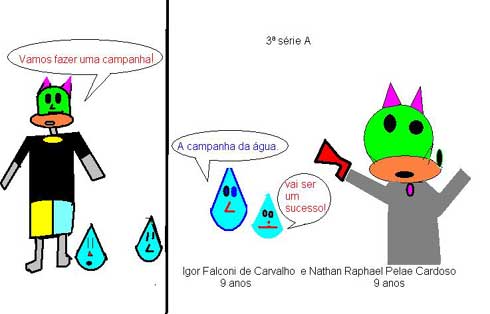 Vamos fazer uma campanha!
3ª série A
A campanha da água.
vai ser
um
sucesso!
Igor Falconi de Carvalho e Nathan Raphael Pelae Cardoso
9 anos 9 anos